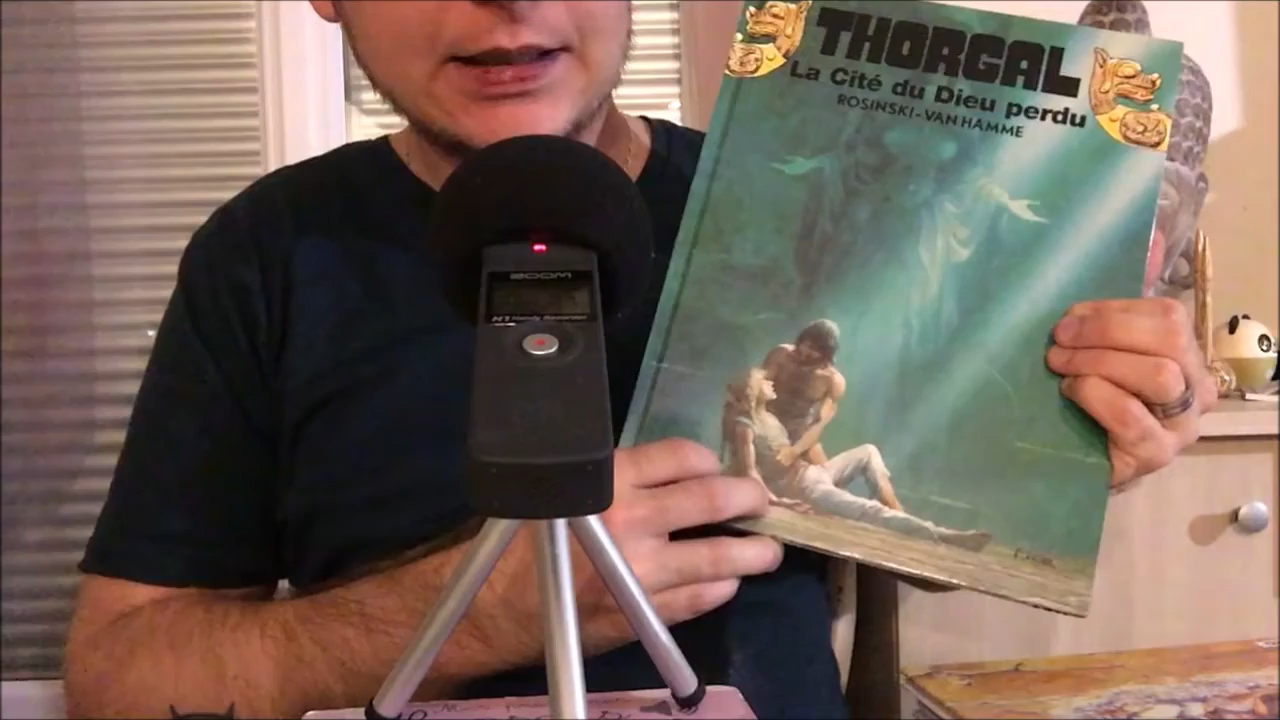 THORGAL
La Cité du Dieu perdu
ROSINSKI-VAN HAMME
zoom
H1 Handy Recorder